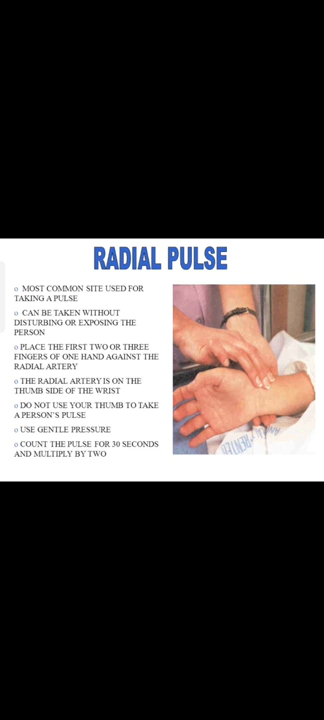 RADIAL PULSE
o MOST COMMON SITE USED FOR
TAKING A PULSE
o CAN BE TAKEN WITHOUT
DISTURBING OR EXPOSING THE
PERSON
o PLACE THE FIRST TWO OR THREE
FINGERS OF ONE HAND AGAINST THE
RADIAL ARTERY
o THE RADIAL ARTERY IS ON THE
THUMB SIDE OF THE WRIST
o DO NOT USE YOUR THUMB TO TAKE
A PERSON'S PULSE
o USE GENTLE PRESSURE
o COUNT THE PULSE FOR 30 SECONDS
AND MULTIPLY BY TWO